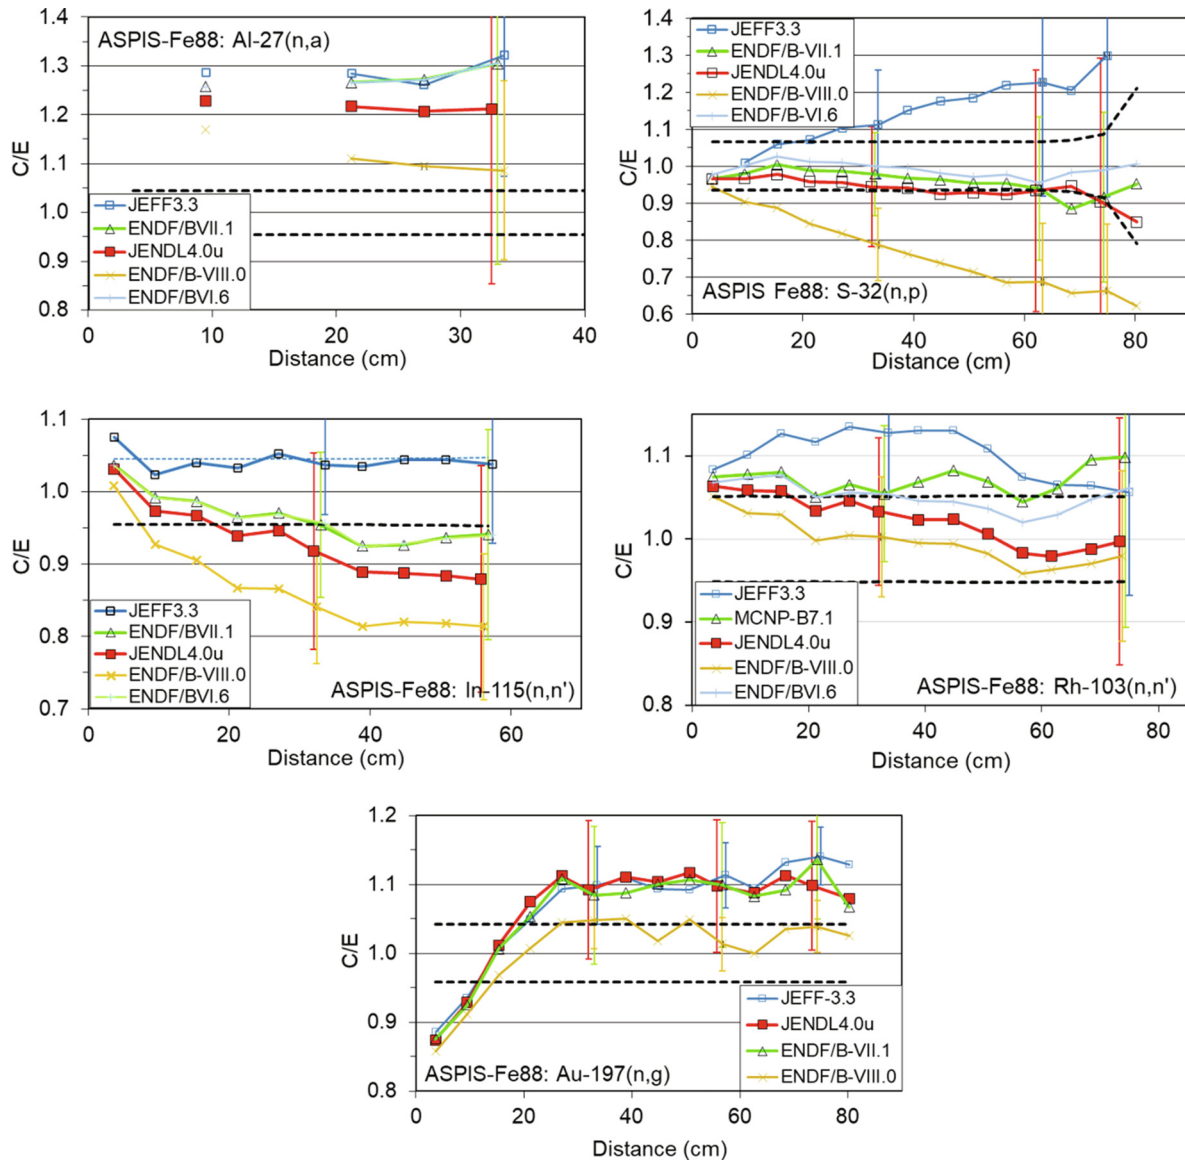 ASPIS-Fe88: Al-27(n,a)
C/E
1.4
1.3
1.2
1.1
1.0
0.9
0.8
JEFF3.3
ENDF/BVII.1
JENDL4.0u
ENDF/B-VIII.0
ENDF/BVI.6
0 10 20 30 40
Distance (cm)
1.4
1.3
1.2
1.1
1.0
0.9
0.8
0.7
0.6
C/E
JEFF3.3
ENDF/B-VII.1
JENDL4.0u
ENDF/B-VIII.0
ENDF/B-VI.6
ASPIS Fe88: S-32(n,p)
0 20 40 60 80
Distance (cm)
1.1
1.0
0.9
0.8
0.7
C/E
JEFF3.3
ENDF/BVII.1
JENDL4.0u
ENDF/B-VIII.0
ENDF/BVI.6
ASPIS-Fe88: In-115(n,n')
0 20 40 60
Distance (cm)
1.1
1.0
0.9
0.8
C/E
JEFF3.3
MCNP-B7.1
JENDL4.0u
ENDF/B-VIII.0
ENDF/BVI.6
ASPIS-Fe88: Rh-103(n,n')
0 20 40 60 80
Distance (cm)
1.2
1.1
1.0
0.9
0.8
C/E
JEFF-3.3
JENDL4.0u
ENDF/B-VII.1
ENDF/B-VIII.0
ASPIS-Fe88: Au-197(n,g)
0 20 40 60 80
Distance (cm)